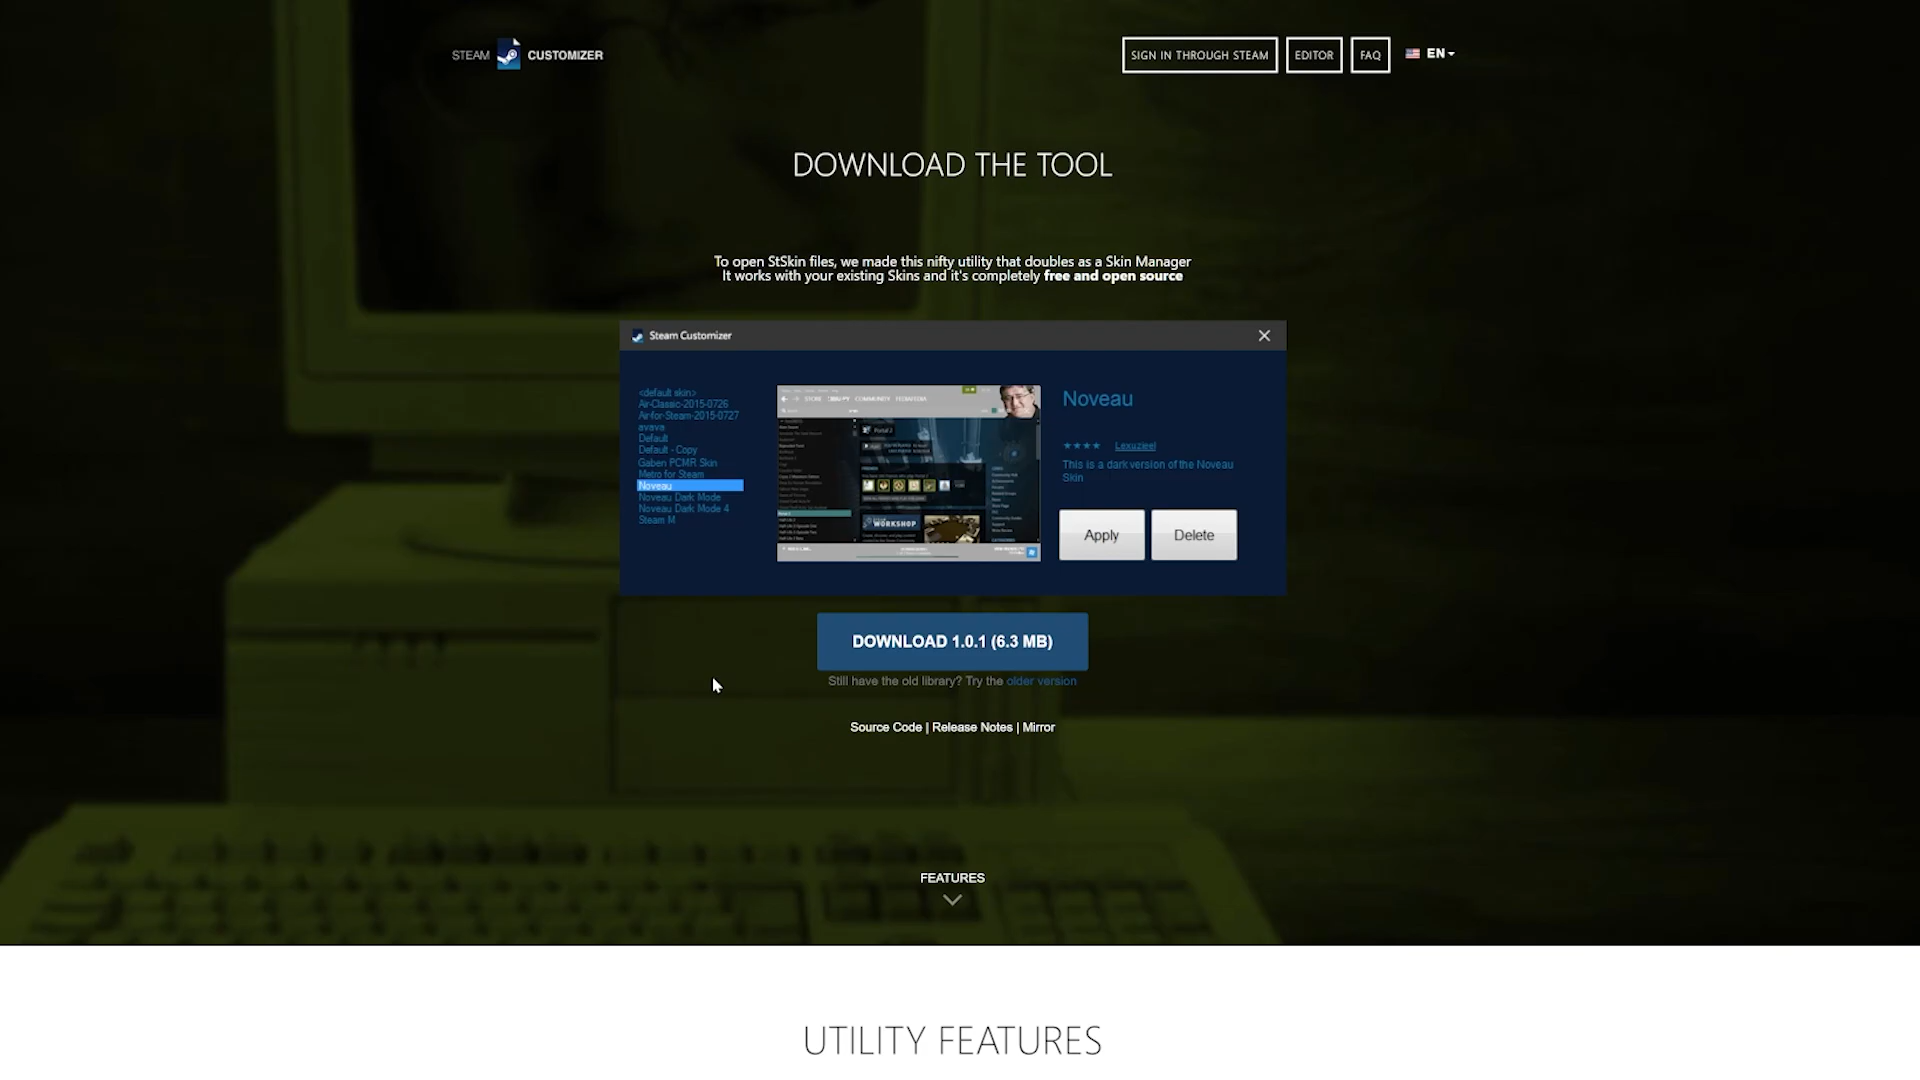 STEAM CUSTOMIZER
SIGN IN THROUGH STEAM
EDITOR
FAQ
EN
DOWNLOAD THE TOOL
To open StSkin files, we made this nifty utility that doubles as a Skin Manager
It works with your existing Skins and it's completely free and open source
Steam Customizer
<default skin>
Air-Classic-2015-0726
Air-for-Steam-2015-0727
avava
Default
Default - Copy
Gaben PCMR Skin
Metro for Steam
Noveau
Noveau Dark Mode
Noveau Dark Mode 4
Steam M
STORE
COMMUNITY
Portal 2
WORKSHOP
Noveau
★★★★ Lexuzieel
This is a dark version of the Noveau
Skin
Apply
Delete
DOWNLOAD 1.0.1 (6.3 MB)
Still have the old library? Try the older version
Source Code | Release Notes | Mirror
FEATURES
UTILITY FEATURES